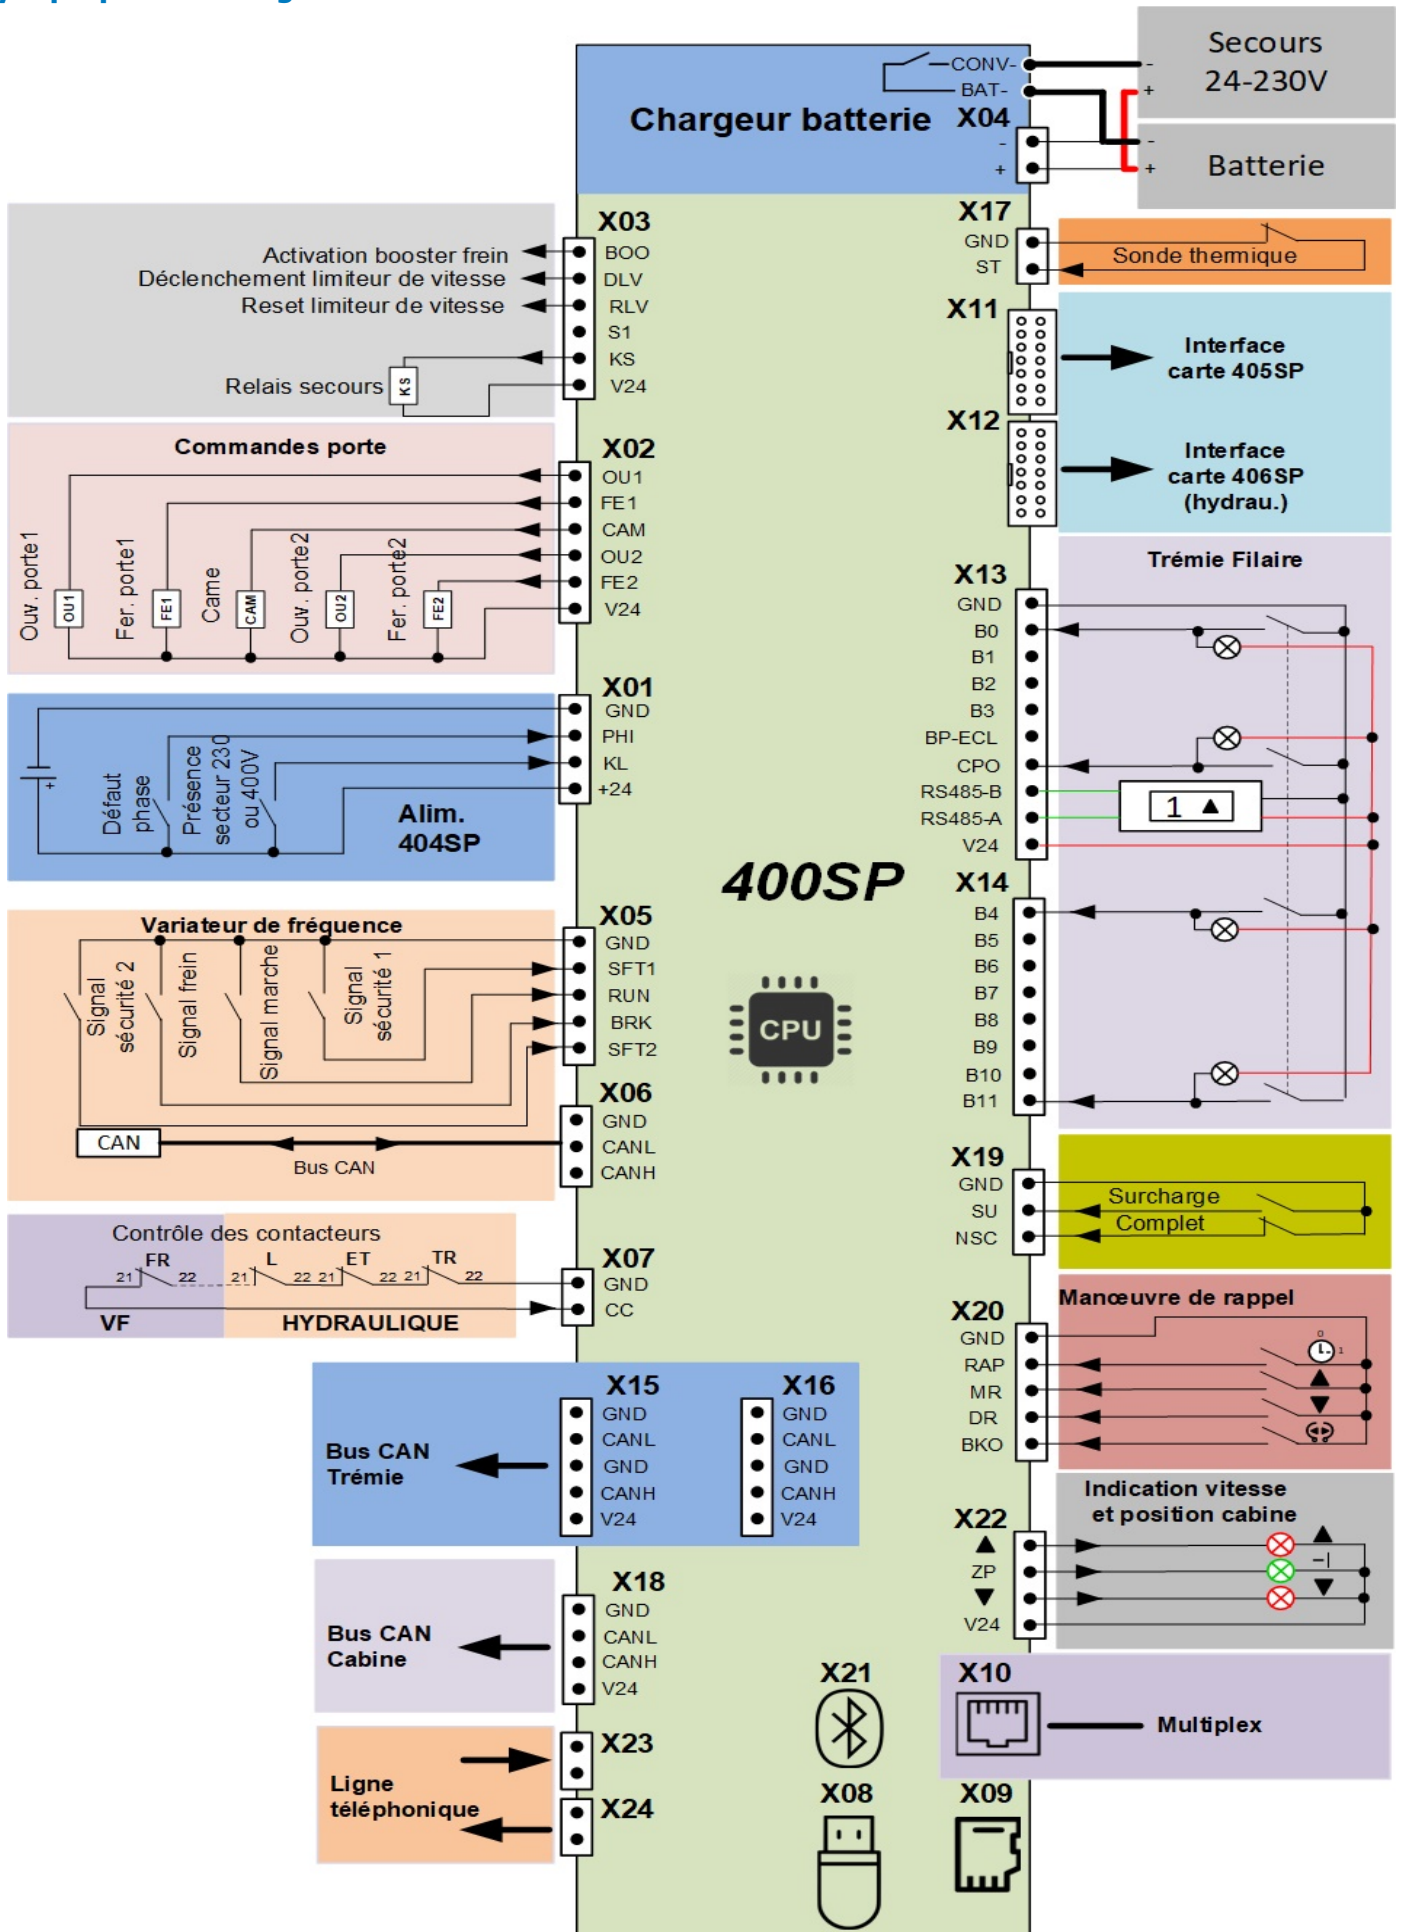 Secours
24-230V
-
+
Batterie
-
+
CONV-
BAT-
Chargeur batterie
X04
-
+
X03
BOO
DLV
RLV
S1
KS
V24
Activation booster frein
Déclenchement limiteur de vitesse
Reset limiteur de vitesse
Relais secours
KS
X17
GND
ST
Sonde thermique
X11
Interface
carte 405SP
X12
Interface
carte 406SP
(hydrau.)
Commandes porte
X02
OU1
FE1
CAM
OU2
FE2
V24
Ouv. porte1
OU1
Fer. porte1
FE1
Came
CAM
Ouv. porte2
OU2
Fer. porte2
FE2
X13
GND
B0
B1
B2
B3
BP-ECL
CPO
RS485-B
RS485-A
V24
Trémie Filaire
1 ▲
X01
GND
PHI
KL
+24
+
Défaut
phase
Présence
secteur 230
ou 400V
Alim.
404SP
400SP
CPU
X14
B4
B5
B6
B7
B8
B9
B10
B11
Variateur de fréquence
X05
GND
SFT1
RUN
BRK
SFT2
Signal
sécurité 2
Signal frein
Signal marche
Signal
sécurité 1
X06
GND
CANL
CANH
CAN
Bus CAN
X19
GND
SU
NSC
Surcharge
Complet
Contrôle des contacteurs
FR
L
ET
TR
21 22 21 22 21 22 21 22
VF
HYDRAULIQUE
X07
GND
CC
X20
GND
RAP
MR
DR
BKO
Manœuvre de rappel
0
1
X15
GND
CANL
GND
CANH
V24
X16
GND
CANL
GND
CANH
V24
Bus CAN
Trémie
X22
▲
ZP
▼
V24
Indication vitesse
et position cabine
X18
GND
CANL
CANH
V24
Bus CAN
Cabine
X21
X10
Multiplex
X23
X24
Ligne
téléphonique
X08
X09